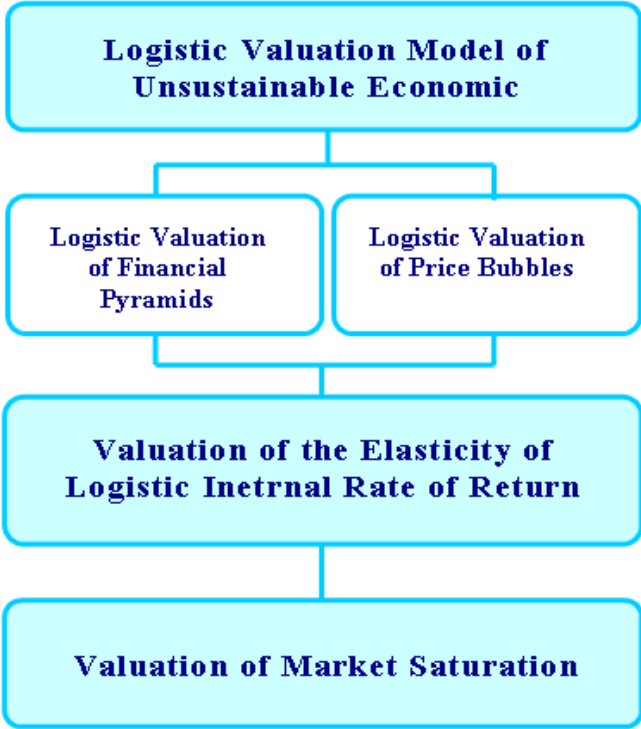 Logistic Valuation Model of
Unsustainable Economic
Logistic Valuation
of Financial
Pyramids
Logistic Valuation
of Price Bubbles
Valuation of the Elasticity of
Logistic Inetrnal Rate of Return
Valuation of Market Saturation